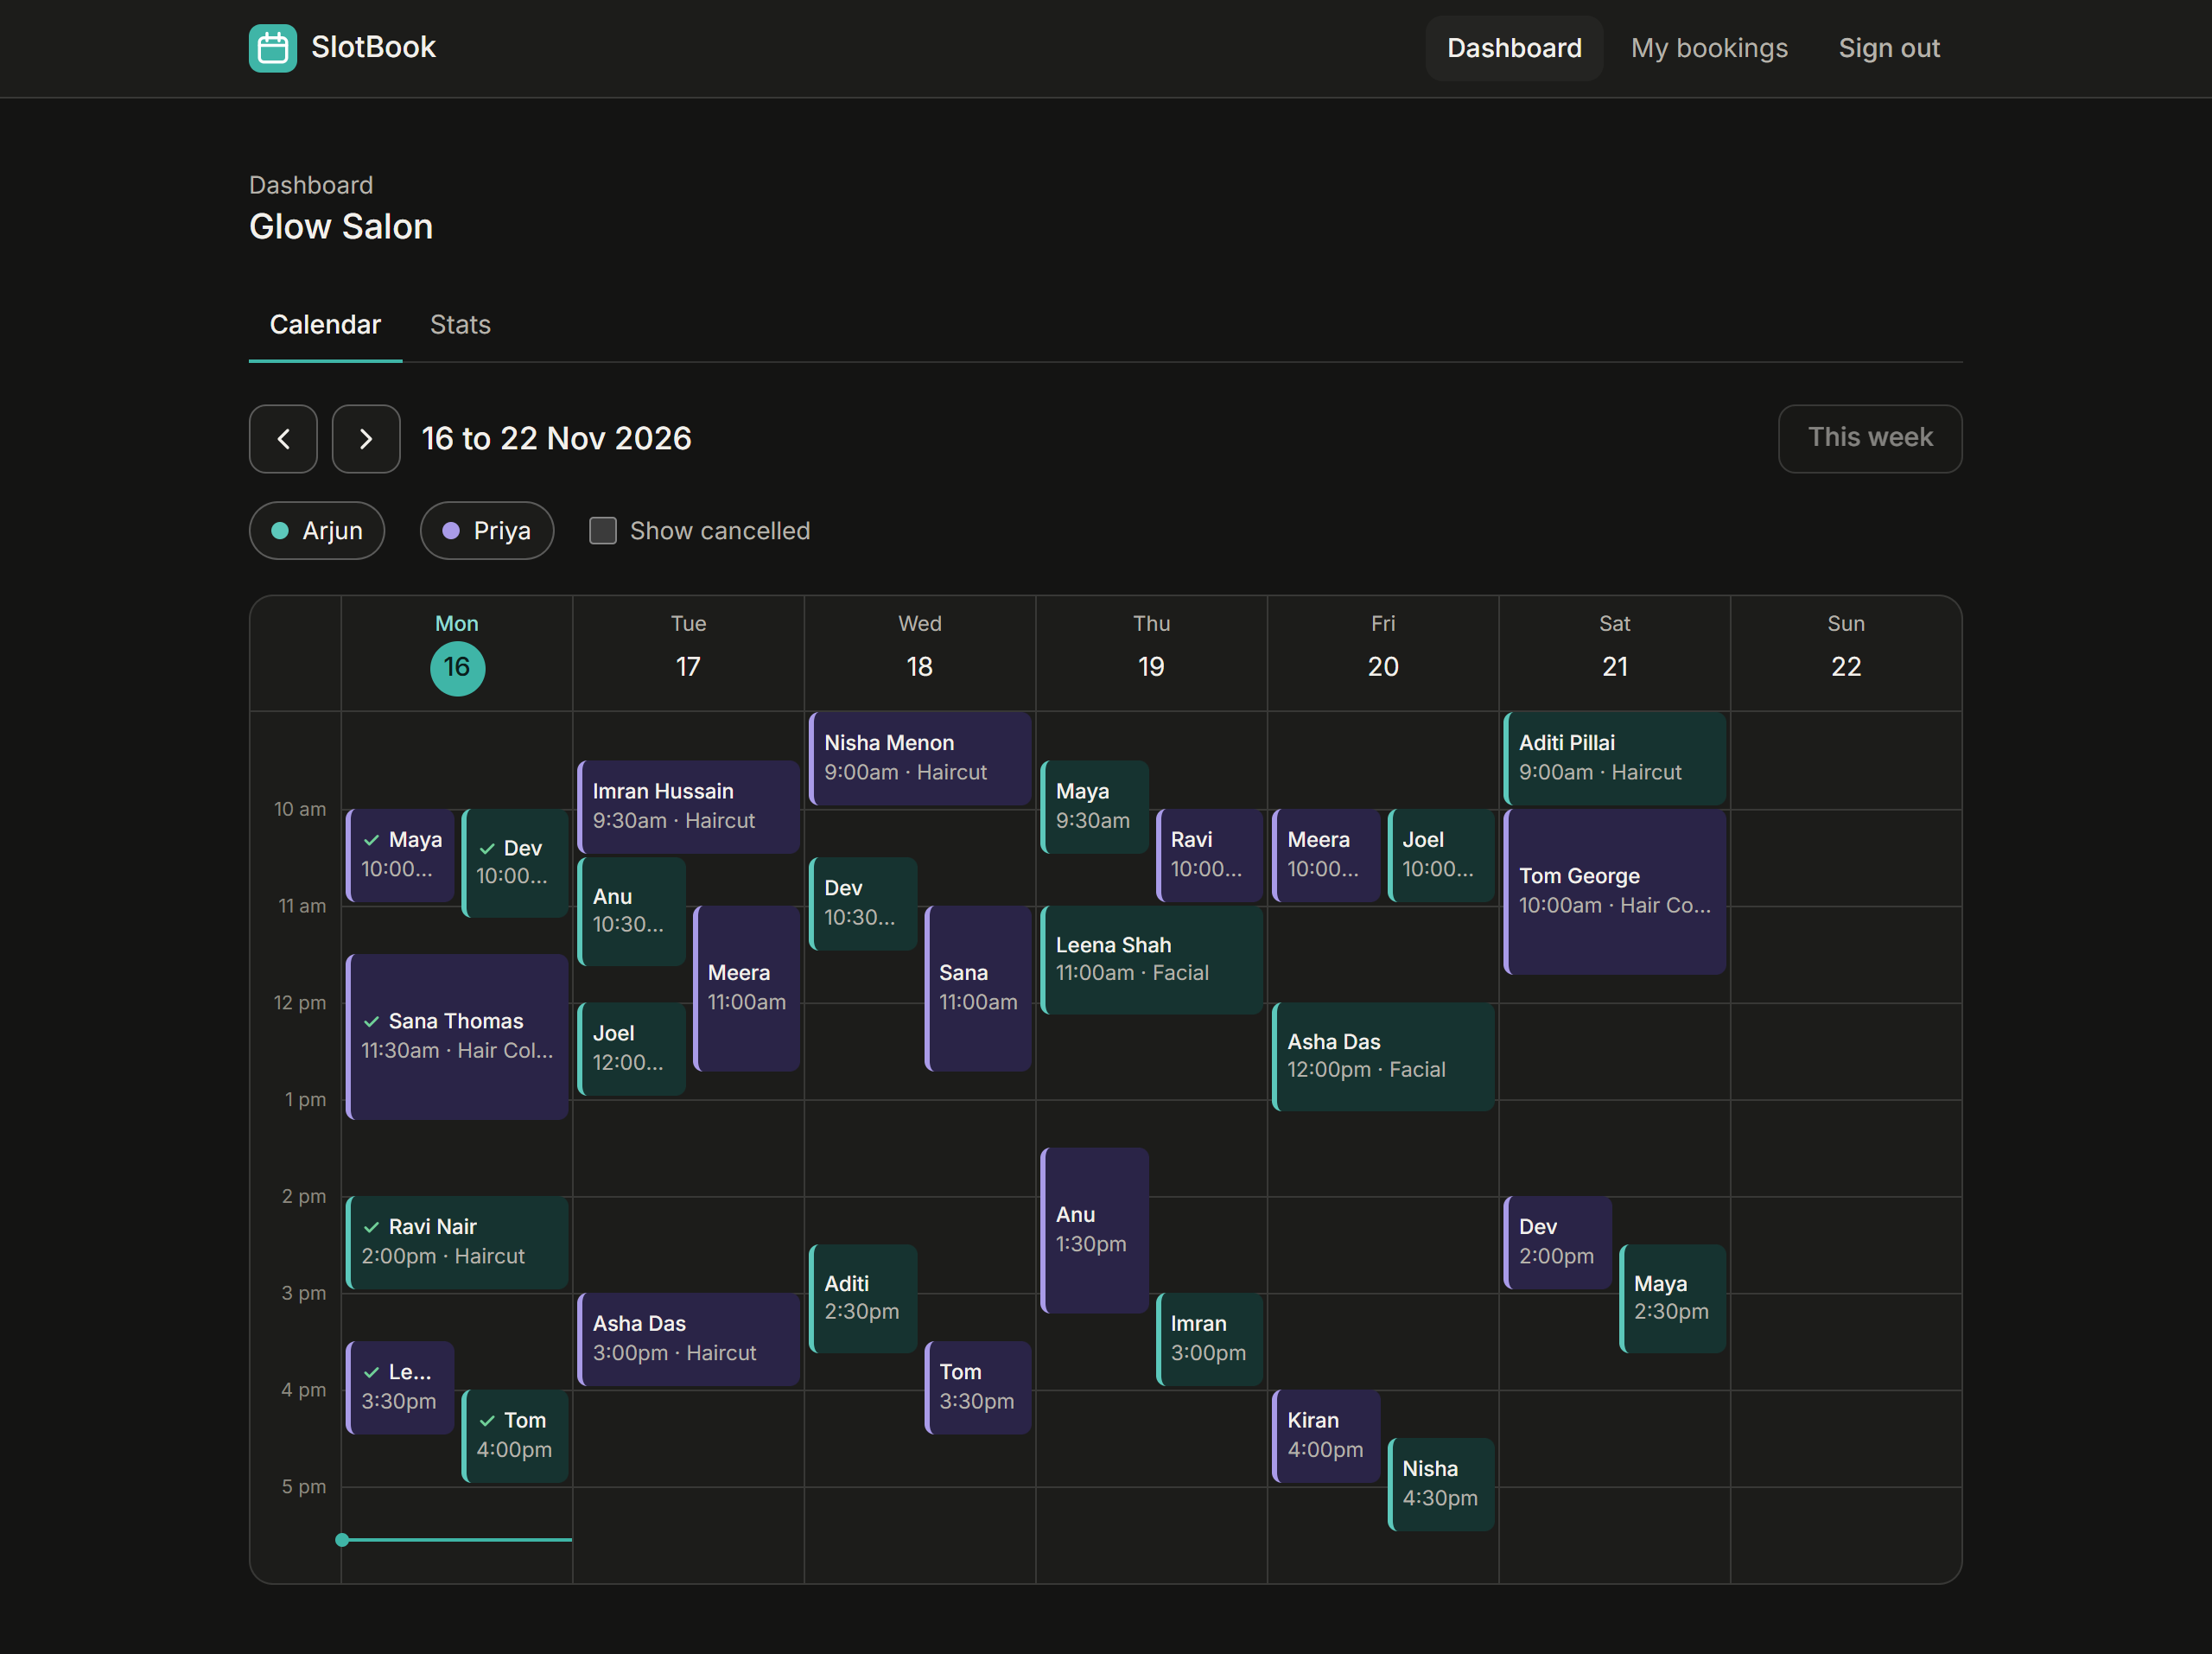 SlotBook
Dashboard
My bookings
Sign out
Dashboard
Glow Salon
Calendar
Stats
16 to 22 Nov 2026
This week
Arjun
Priya
Show cancelled
Mon
16
Tue
17
Wed
18
Thu
19
Fri
20
Sat
21
Sun
22
10 am
11 am
12 pm
1 pm
2 pm
3 pm
4 pm
5 pm
Maya
10:00...
Dev
10:00...
Sana Thomas
11:30am · Hair Col...
Ravi Nair
2:00pm · Haircut
Le...
3:30pm
Tom
4:00pm
Imran Hussain
9:30am · Haircut
Anu
10:30...
Meera
11:00am
Joel
12:00...
Asha Das
3:00pm · Haircut
Nisha Menon
9:00am · Haircut
Dev
10:30...
Sana
11:00am
Aditi
2:30pm
Tom
3:30pm
Maya
9:30am
Ravi
10:00...
Leena Shah
11:00am · Facial
Anu
1:30pm
Imran
3:00pm
Meera
10:00...
Joel
10:00...
Asha Das
12:00pm · Facial
Kiran
4:00pm
Nisha
4:30pm
Aditi Pillai
9:00am · Haircut
Tom George
10:00am · Hair Co...
Dev
2:00pm
Maya
2:30pm